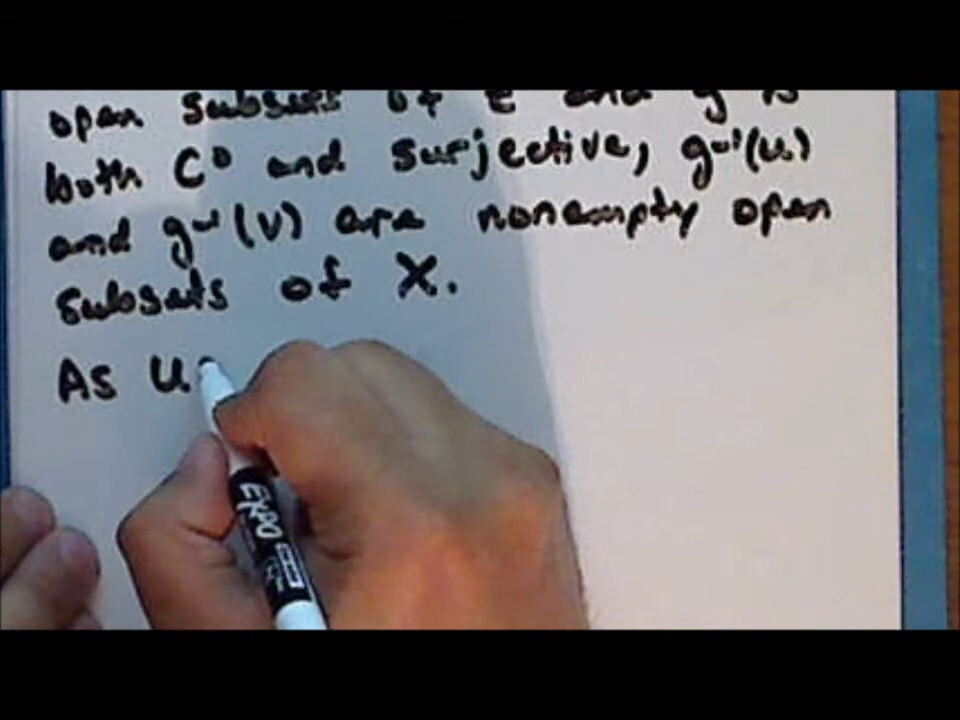 open subsets of E and g is
both C⁰ and surjective, g⁻¹(U)
and g⁻¹(V) are nonempty open
subsets of X.
As U
EXPO